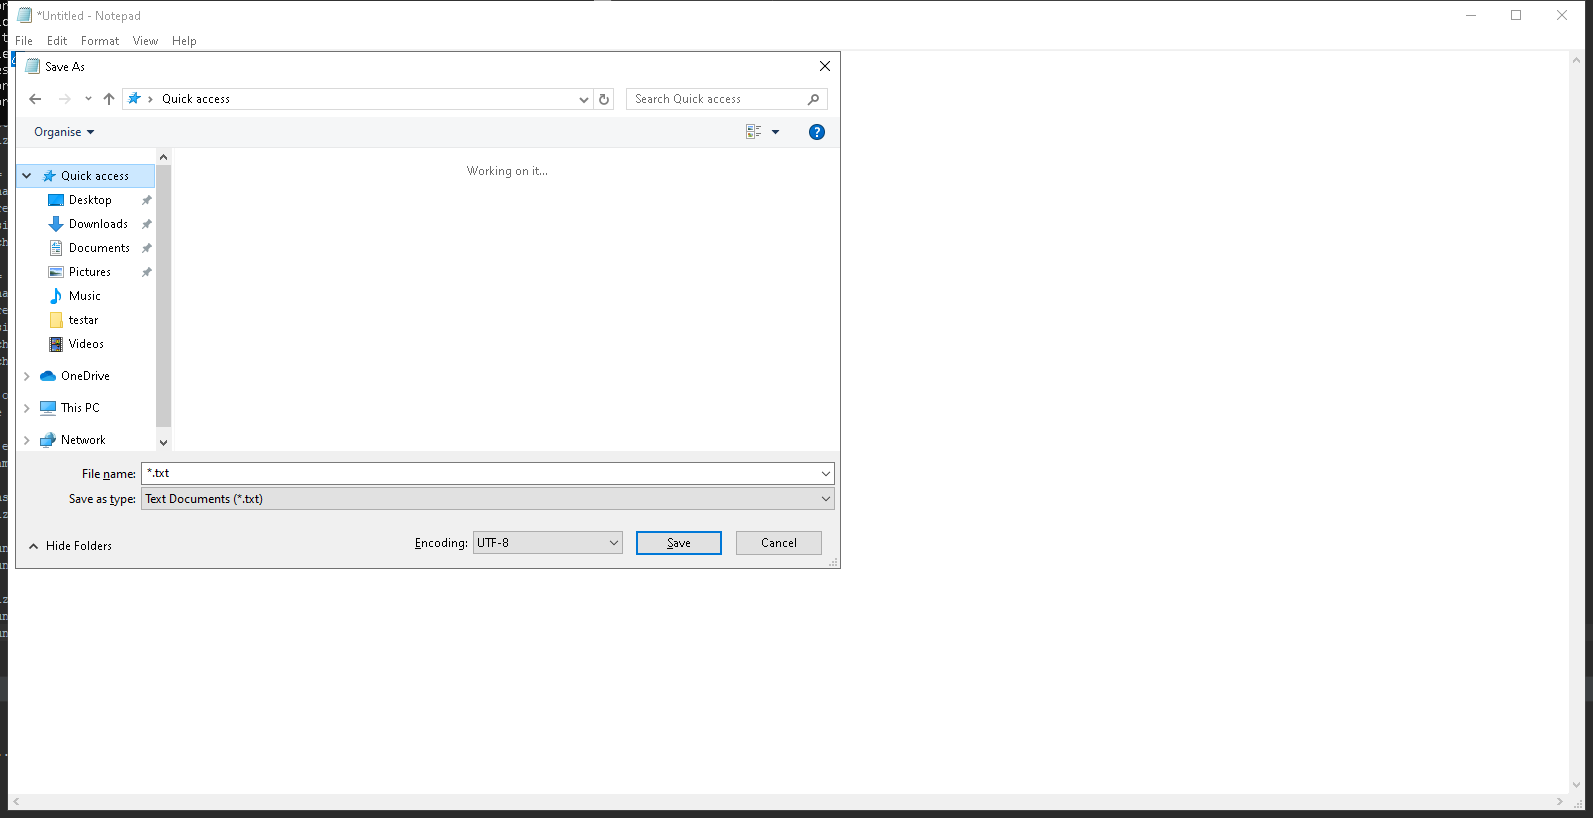 *Untitled - Notepad
File Edit Format View Help
Save As
Quick access
Search Quick access
Organise
Working on it...
Quick access
Desktop
Downloads
Documents
Pictures
Music
testar
Videos
OneDrive
This PC
Network
File name: *.txt
Save as type: Text Documents (*.txt)
Hide Folders
Encoding: UTF-8
Save
Cancel